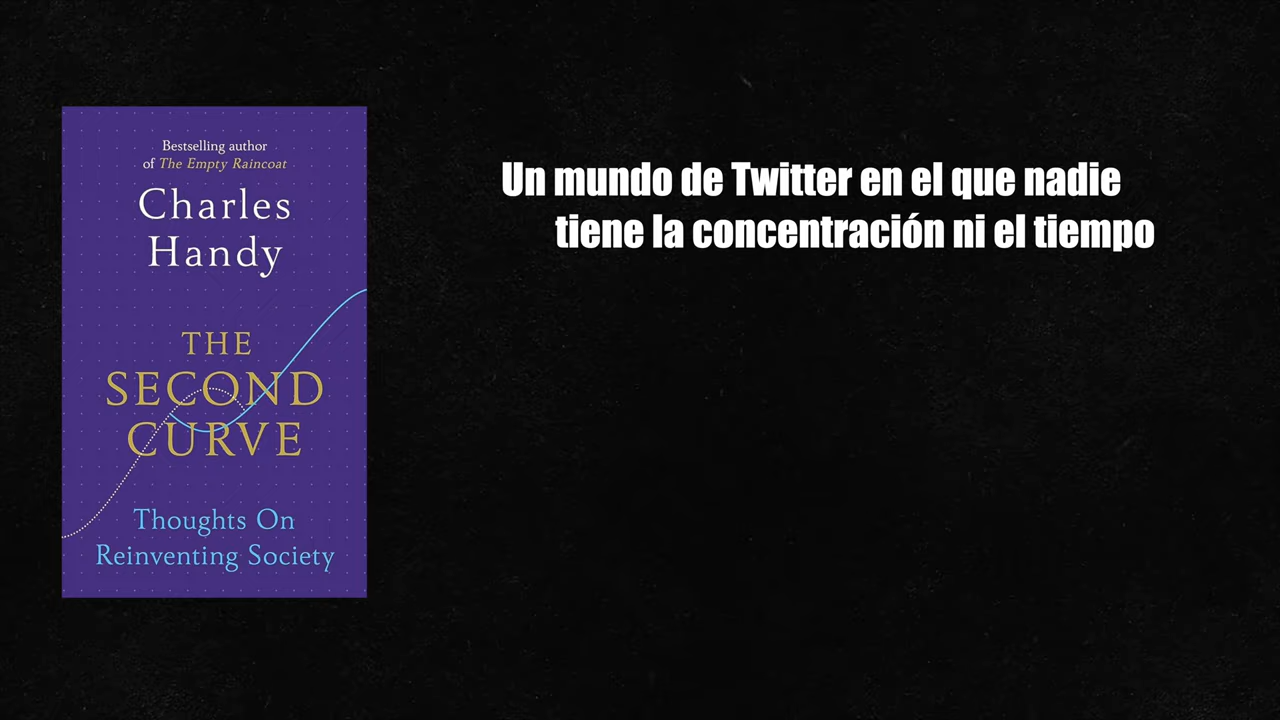 Bestselling author
of The Empty Raincoat
Charles
Handy
THE
SECOND
CURVE
Thoughts On
Reinventing Society
Un mundo de Twitter en el que nadie
tiene la concentración ni el tiempo